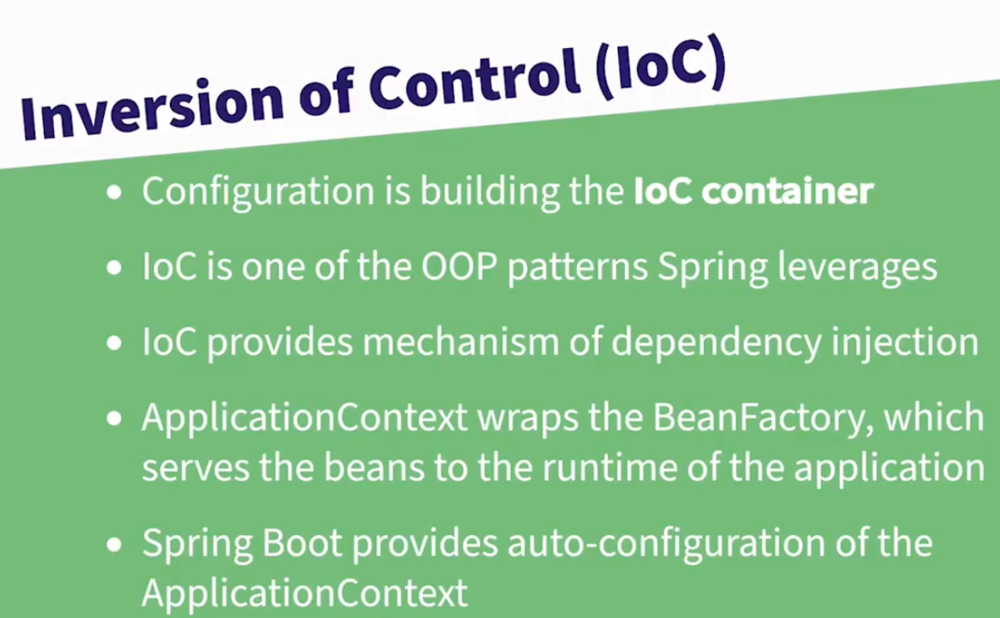 Inversion of Control (IoC)
• Configuration is building the IoC container
• IoC is one of the OOP patterns Spring leverages
• IoC provides mechanism of dependency injection
• ApplicationContext wraps the BeanFactory, which
serves the beans to the runtime of the application
• Spring Boot provides auto-configuration of the
ApplicationContext